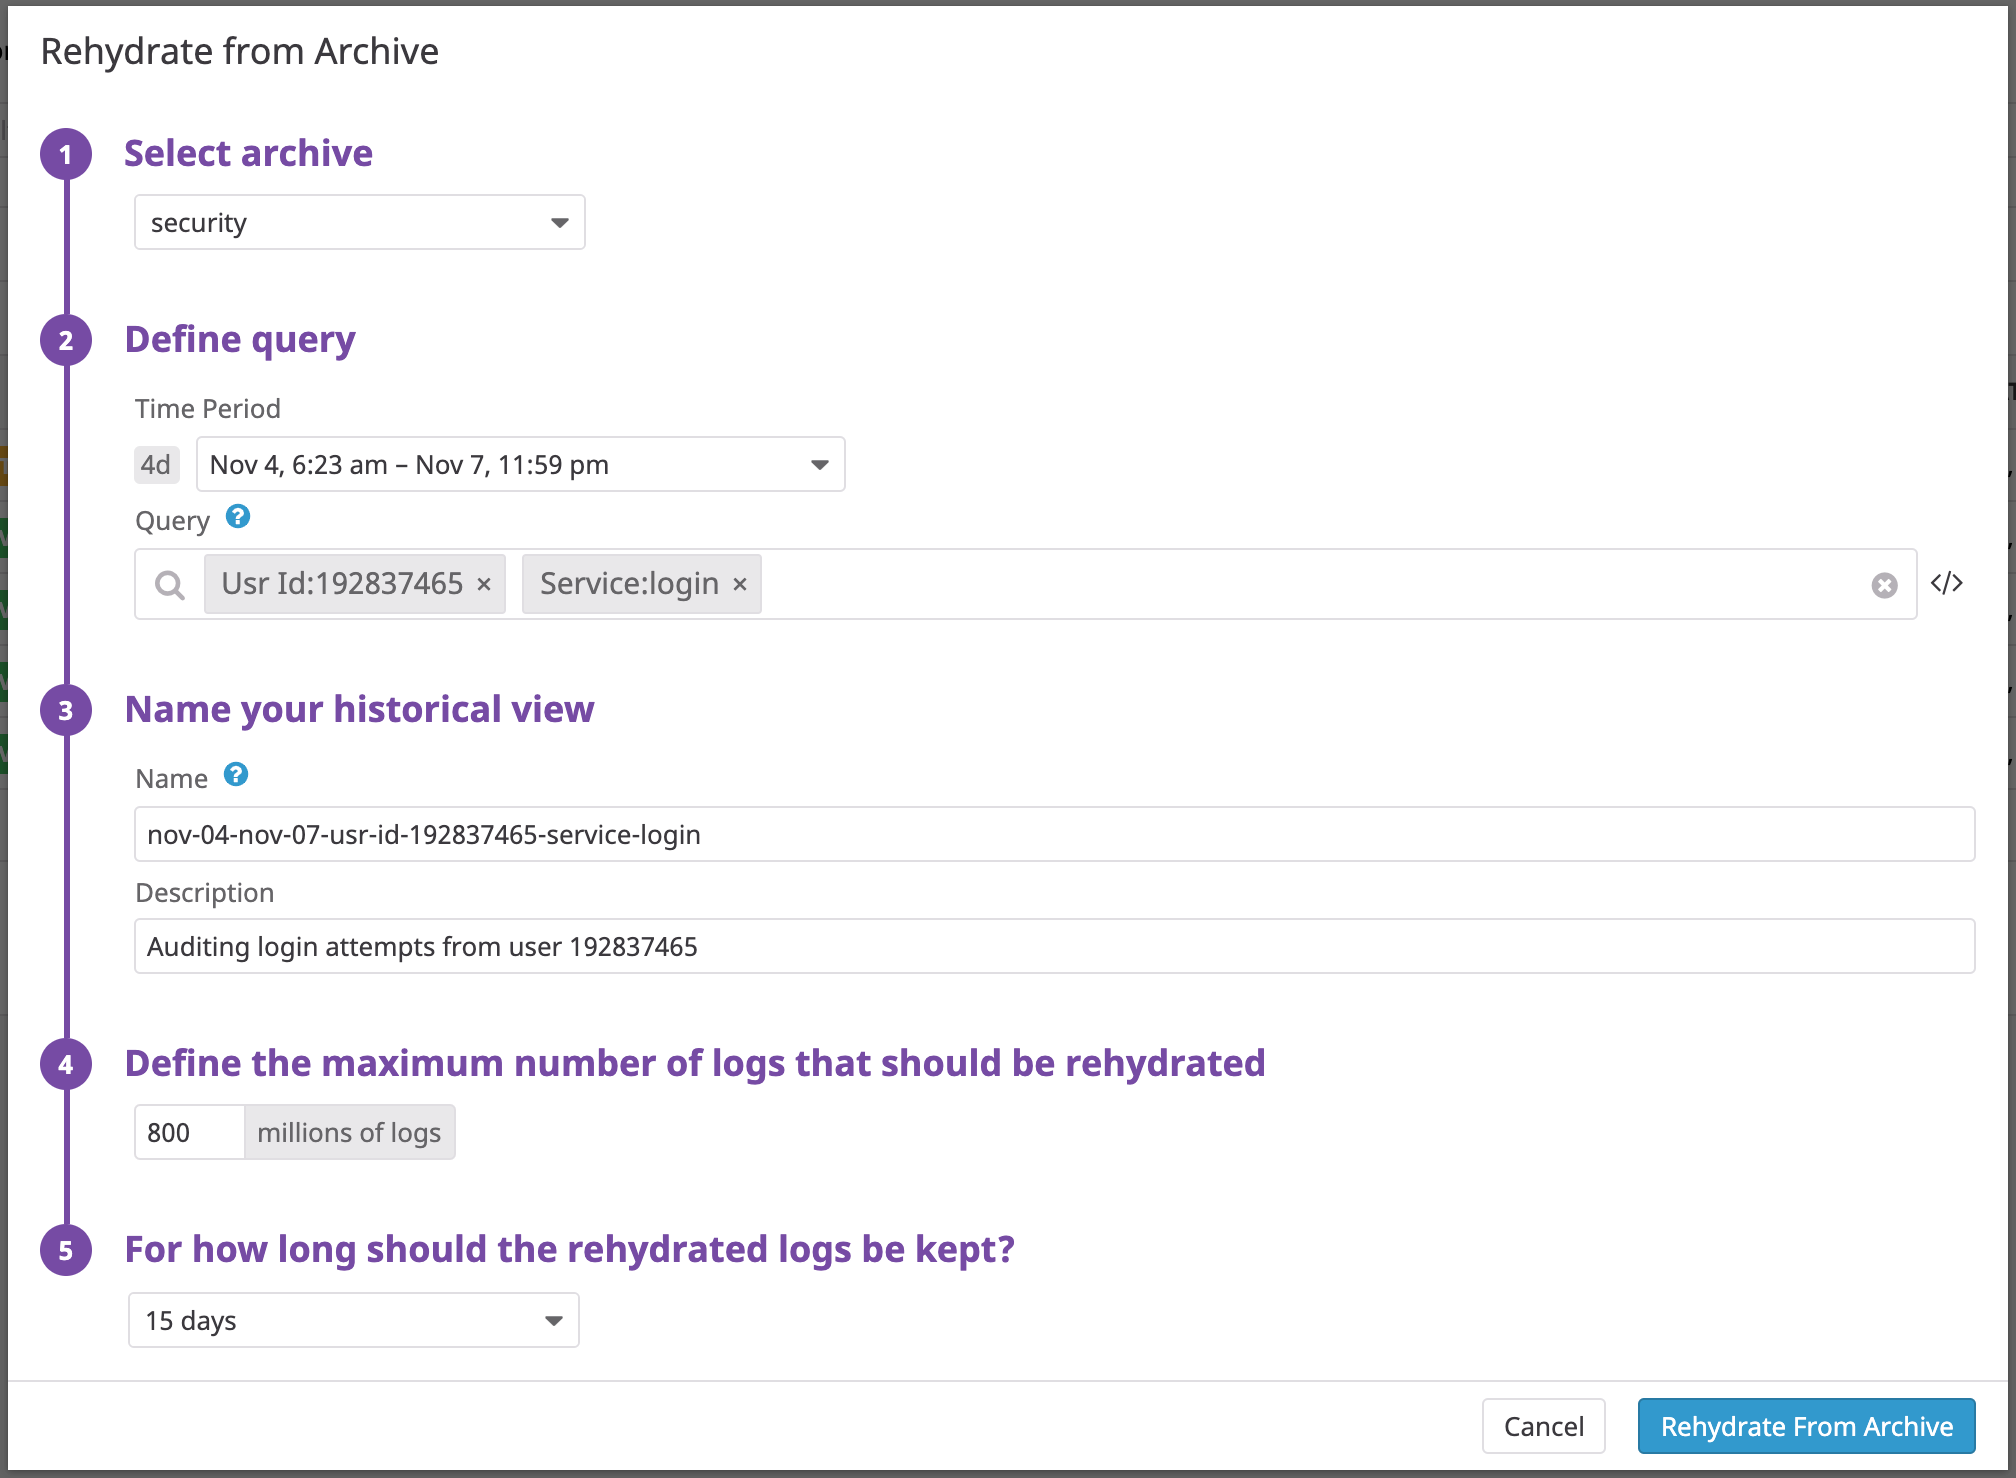 Rehydrate from Archive
1 Select archive
security
2 Define query
Time Period
4d Nov 4, 6:23 am – Nov 7, 11:59 pm
Query ?
Usr Id:192837465 × Service:login × </>
3 Name your historical view
Name ?
nov-04-nov-07-usr-id-192837465-service-login
Description
Auditing login attempts from user 192837465
4 Define the maximum number of logs that should be rehydrated
800 millions of logs
5 For how long should the rehydrated logs be kept?
15 days
Cancel Rehydrate From Archive